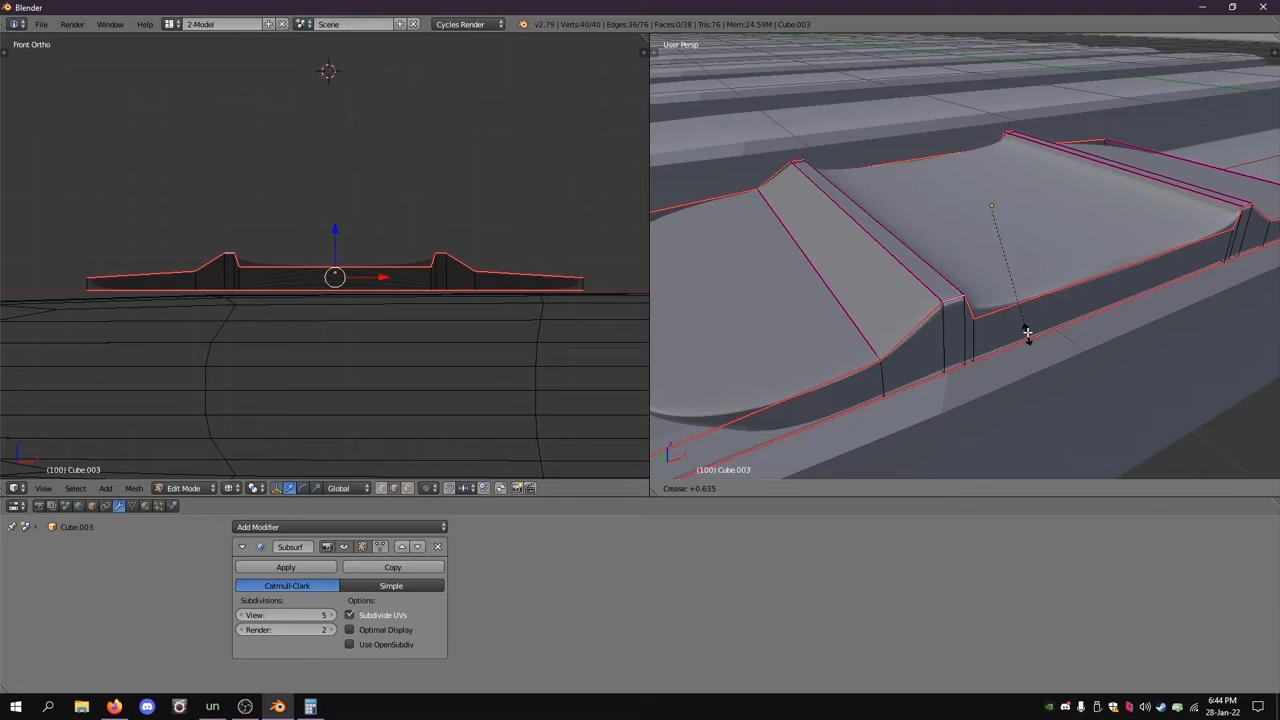 Blender
File Render Window Help 2-Model Scene Cycles Render v2.79 | Verts:40/40 | Edges:36/76 | Faces:0/38 | Tris:76 | Mem:24.59M | Cube.003
Front Ortho
User Persp
(100) Cube.003
(100) Cube.003
View Select Add Mesh Edit Mode Global
Crease: +0.635
Cube.003
Add Modifier
Subsurf
Apply Copy
Catmull-Clark Simple
Subdivisions: Options:
View: 5 Subdivide UVs
Render: 2 Optimal Display
Use OpenSubdiv
un
6:44 PM
28-Jan-22